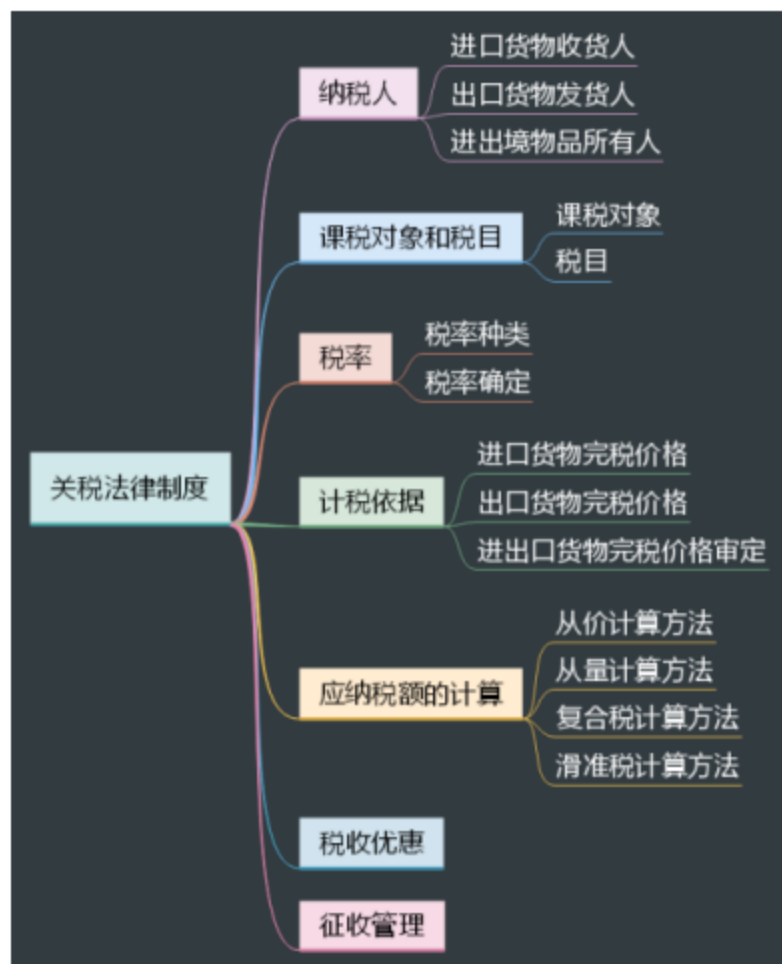 关税法律制度
纳税人
进口货物收货人
出口货物发货人
进出境物品所有人
课税对象和税目
课税对象
税目
税率
税率种类
税率确定
计税依据
进口货物完税价格
出口货物完税价格
进出口货物完税价格审定
应纳税额的计算
从价计算方法
从量计算方法
复合税计算方法
滑准税计算方法
税收优惠
征收管理